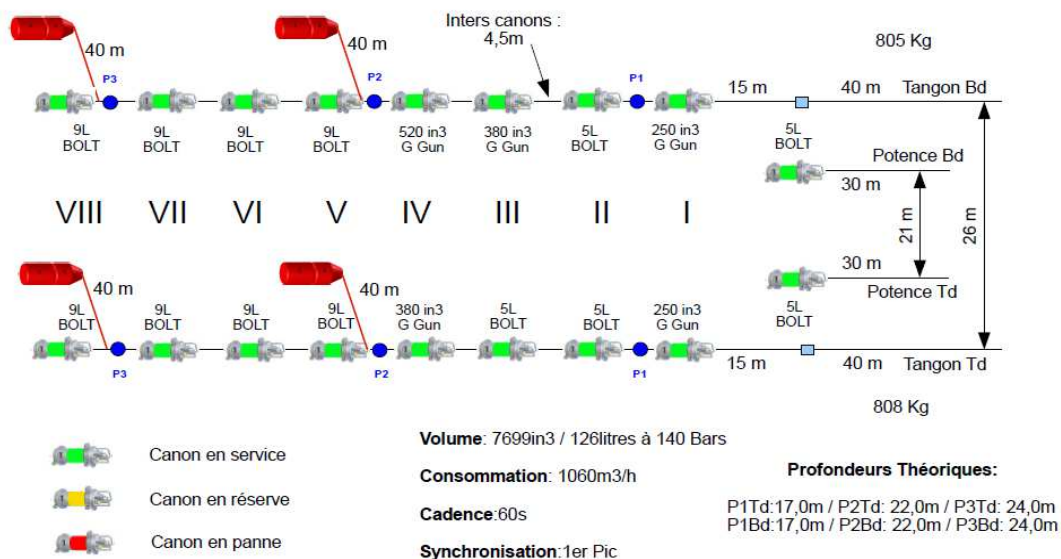 Inters canons :
4,5m
805 Kg
40 m
40 m
P3
P2
P1
15 m
40 m
Tangon Bd
9L
BOLT
9L
BOLT
9L
BOLT
9L
BOLT
520 in3
G Gun
380 in3
G Gun
5L
BOLT
250 in3
G Gun
5L
BOLT
Potence Bd
30 m
VIII
VII
VI
V
IV
III
II
I
21 m
26 m
30 m
Potence Td
5L
BOLT
40 m
40 m
9L
BOLT
9L
BOLT
9L
BOLT
9L
BOLT
380 in3
G Gun
5L
BOLT
5L
BOLT
250 in3
G Gun
P3
P2
P1
15 m
40 m
Tangon Td
808 Kg
1 Canon en service
1 Canon en réserve
1 Canon en panne
Volume: 7699in3 / 126litres à 140 Bars
Consommation: 1060m3/h
Cadence:60s
Synchronisation:1er Pic
Profondeurs Théoriques:
P1Td:17,0m / P2Td: 22,0m / P3Td: 24,0m
P1Bd:17,0m / P2Bd: 22,0m / P3Bd: 24,0m